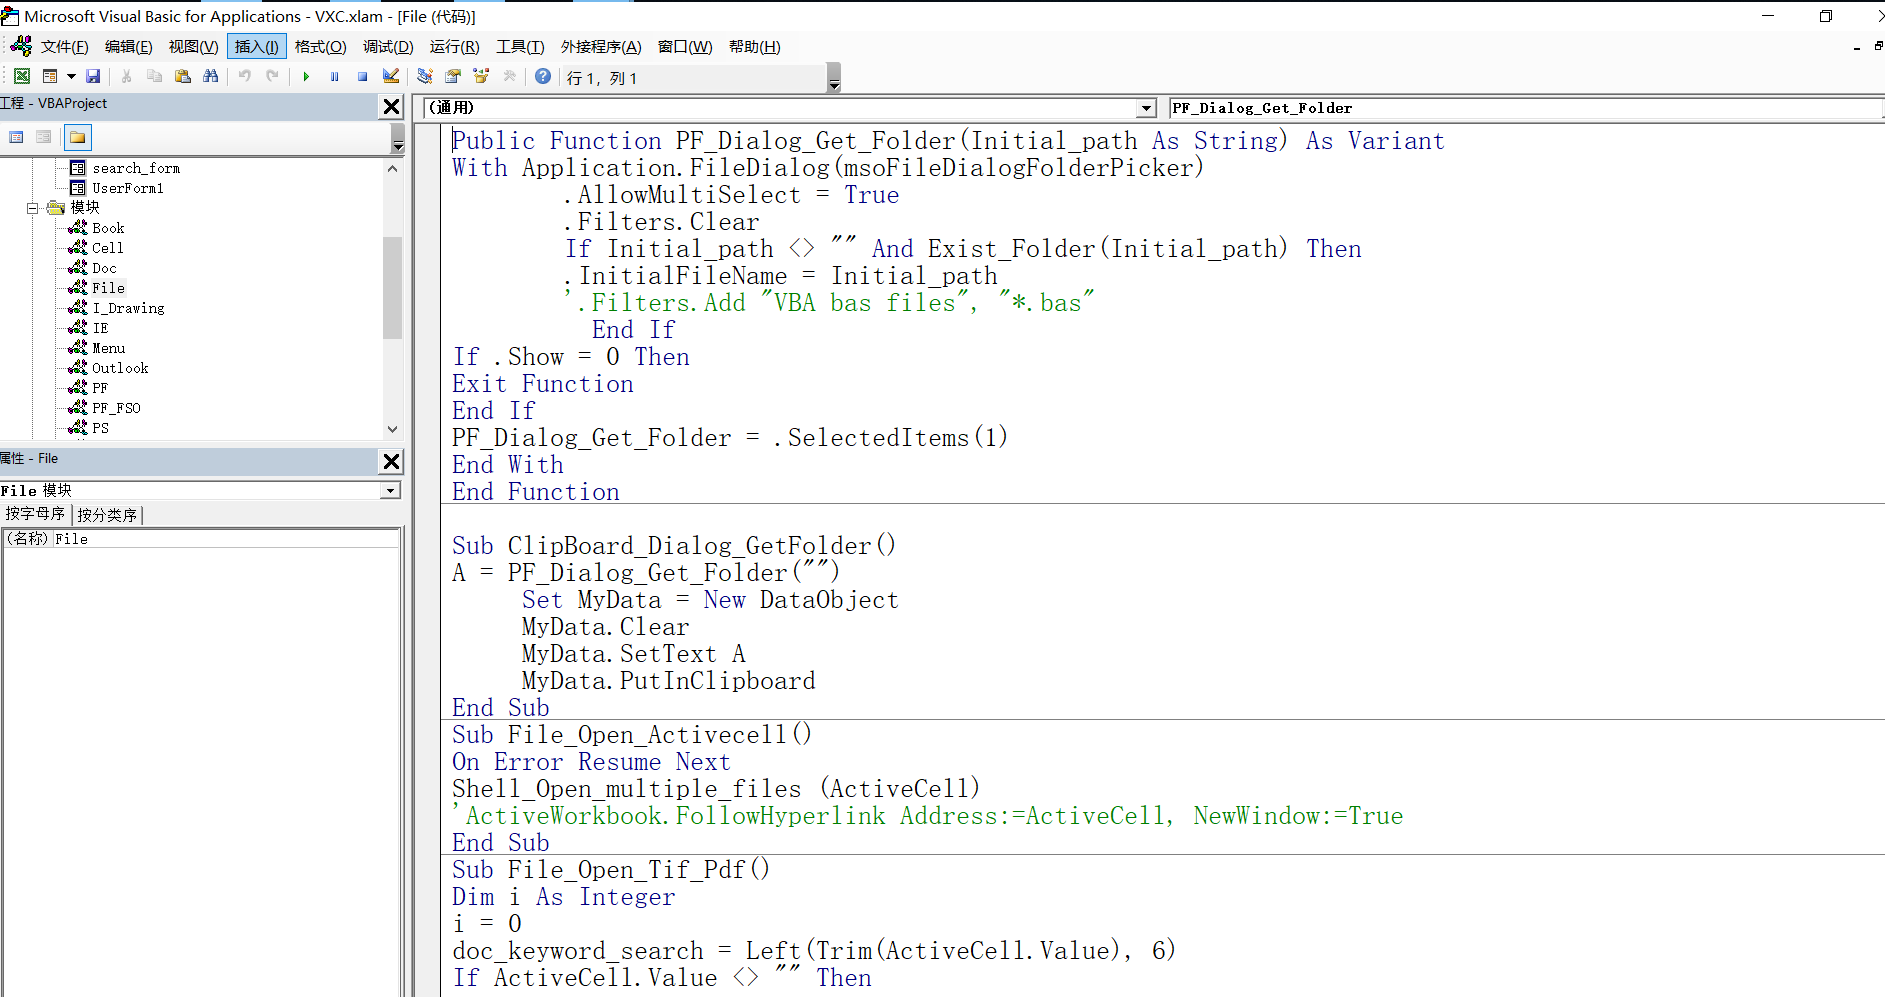 Microsoft Visual Basic for Applications - VXC.xlam - [File (代码)]
文件(F) 编辑(E) 视图(V) 插入(I) 格式(O) 调试(D) 运行(R) 工具(T) 外接程序(A) 窗口(W) 帮助(H)
行 1, 列 1
工程 - VBAProject
search_form
UserForm1
模块
Book
Cell
Doc
File
I_Drawing
IE
Menu
Outlook
PF
PF_FSO
PS
属性 - File
File 模块
按字母序 按分类序
(名称) File
(通用) PF_Dialog_Get_Folder
Public Function PF_Dialog_Get_Folder(Initial_path As String) As Variant
With Application.FileDialog(msoFileDialogFolderPicker)
.AllowMultiSelect = True
.Filters.Clear
If Initial_path <> "" And Exist_Folder(Initial_path) Then
.InitialFileName = Initial_path
'.Filters.Add "VBA bas files", "*.bas"
End If
If .Show = 0 Then
Exit Function
End If
PF_Dialog_Get_Folder = .SelectedItems(1)
End With
End Function
Sub ClipBoard_Dialog_GetFolder()
A = PF_Dialog_Get_Folder("")
Set MyData = New DataObject
MyData.Clear
MyData.SetText A
MyData.PutInClipboard
End Sub
Sub File_Open_Activecell()
On Error Resume Next
Shell_Open_multiple_files (ActiveCell)
'ActiveWorkbook.FollowHyperlink Address:=ActiveCell, NewWindow:=True
End Sub
Sub File_Open_Tif_Pdf()
Dim i As Integer
i = 0
doc_keyword_search = Left(Trim(ActiveCell.Value), 6)
If ActiveCell.Value <> "" Then